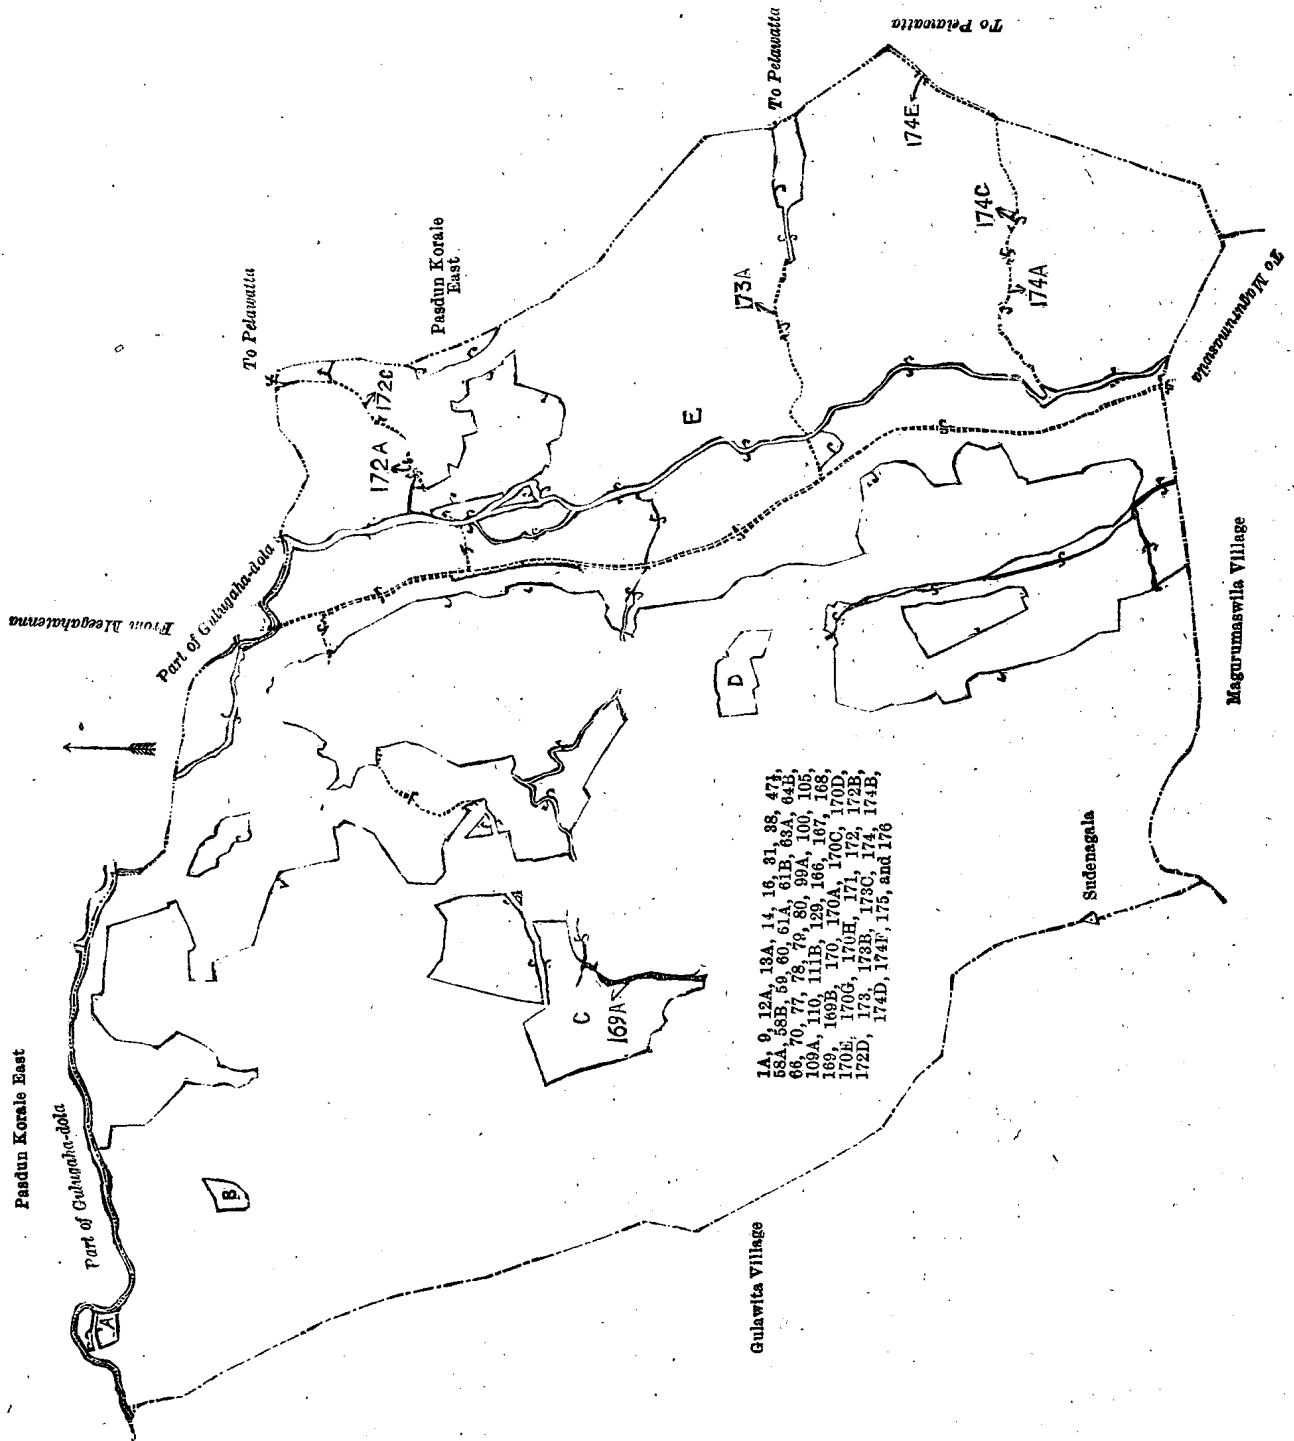 To Pelawatta
To Pelawatta
To Pelawatta
174E
174C
174A
173A
Pasdun Korale
East
172C
172A
E
To Magurumaswila
Part of Gulugaha-dola
From Meegahatenna
D
Magurumaswila Village
Sudenagala
C
169A
1A, 9, 12A, 13A, 14, 16, 31, 38,
58A, 58B, 59, 60, 61A, 61B, 63A, 64B,
66, 70, 77, 78, 79, 80, 99A, 100, 105,
109A, 110, 111B, 129, 166, 167, 168,
169, 169B, 170, 170A, 170C, 170D,
170E, 170G, 170H, 171, 172, 172B,
172D, 173, 173B, 173C, 174, 174B,
174D, 174F, 175, and 176
Pasdun Korale East
Part of Gulugaha-dola
B
A
Gulawita Village